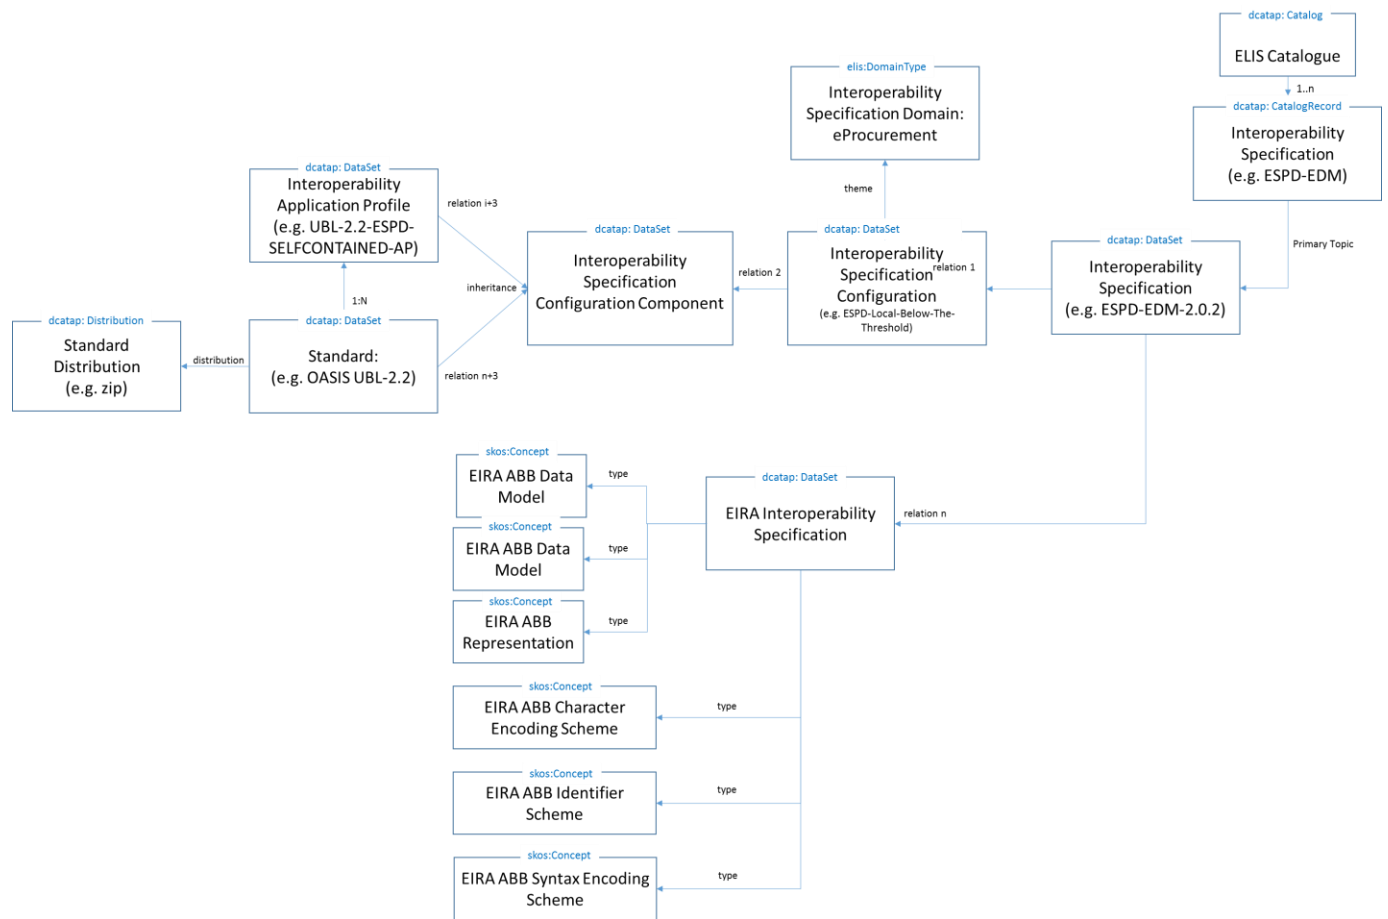 dcatap: Catalog
ELIS Catalogue
1..n
dcatap: CatalogRecord
Interoperability
Specification
(e.g. ESPD-EDM)
Primary Topic
elis:DomainType
Interoperability
Specification Domain:
eProcurement
theme
dcatap: DataSet
Interoperability
Application Profile
(e.g. UBL-2.2-ESPD-
SELFCONTAINED-AP)
relation i+3
inheritance
1:N
dcatap: DataSet
Interoperability
Specification
Configuration Component
relation 2
dcatap: DataSet
Interoperability
Specification
Configuration
(e.g. ESPD-Local-Below-The-
Threshold)
relation 1
dcatap: DataSet
Interoperability
Specification
(e.g. ESPD-EDM-2.0.2)
dcatap: Distribution
Standard
Distribution
(e.g. zip)
distribution
dcatap: DataSet
Standard:
(e.g. OASIS UBL-2.2)
relation n+3
skos:Concept
EIRA ABB Data
Model
type
skos:Concept
EIRA ABB Data
Model
type
skos:Concept
EIRA ABB
Representation
type
dcatap: DataSet
EIRA Interoperability
Specification
relation n
skos:Concept
EIRA ABB Character
Encoding Scheme
type
skos:Concept
EIRA ABB Identifier
Scheme
type
skos:Concept
EIRA ABB Syntax Encoding
Scheme
type